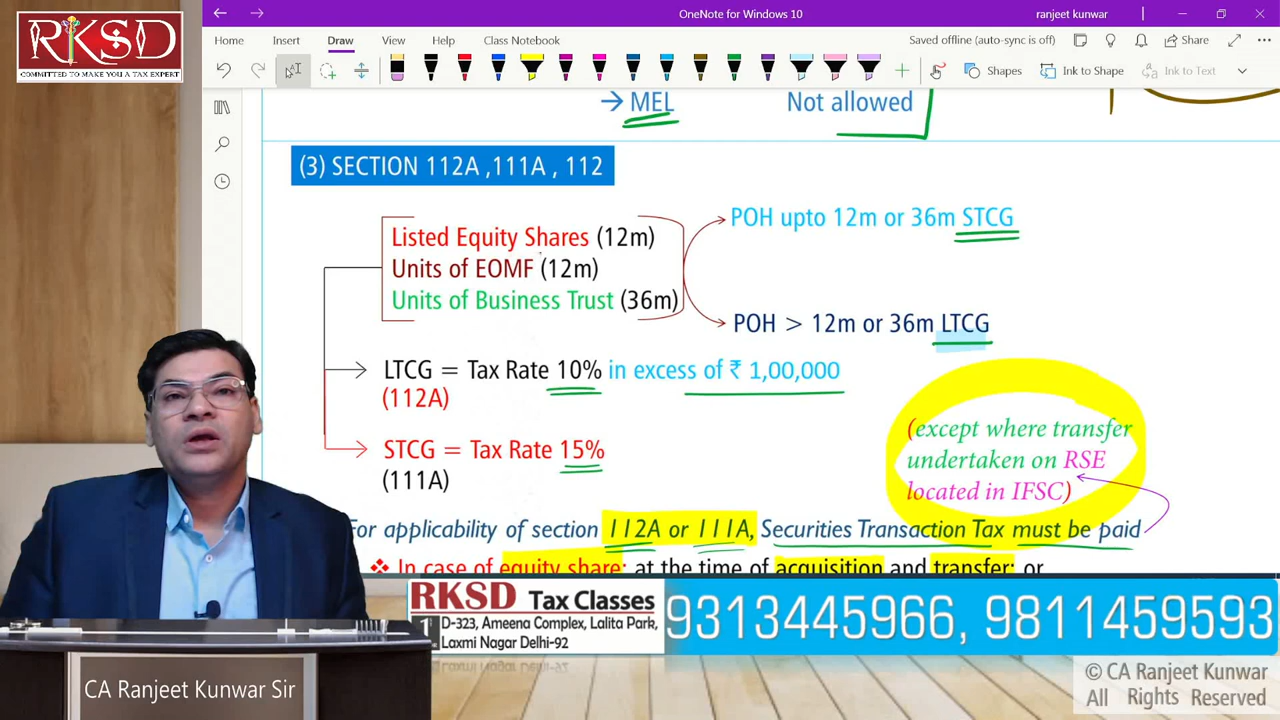 RKSD
COMMITTED TO MAKE YOU A TAX EXPERT
OneNote for Windows 10
ranjeet kunwar
Home Insert Draw View Help Class Notebook
Saved offline (auto-sync is off)
Share
Shapes
Ink to Shape
Ink to Text
→ MEL Not allowed
(3) SECTION 112A ,111A , 112
Listed Equity Shares (12m)
Units of EOMF (12m)
Units of Business Trust (36m)
POH upto 12m or 36m STCG
POH > 12m or 36m LTCG
LTCG = Tax Rate 10% in excess of ₹ 1,00,000
(112A)
STCG = Tax Rate 15%
(111A)
(except where transfer
undertaken on RSE
located in IFSC)
For applicability of section 112A or 111A, Securities Transaction Tax must be paid
❖ In case of equity share: at the time of acquisition and transfer; or
RKSD Tax Classes
D-323, Ameena Complex, Lalita Park,
Laxmi Nagar Delhi-92
9313445966, 9811459593
CA Ranjeet Kunwar Sir
© CA Ranjeet Kunwar
All Rights Reserved